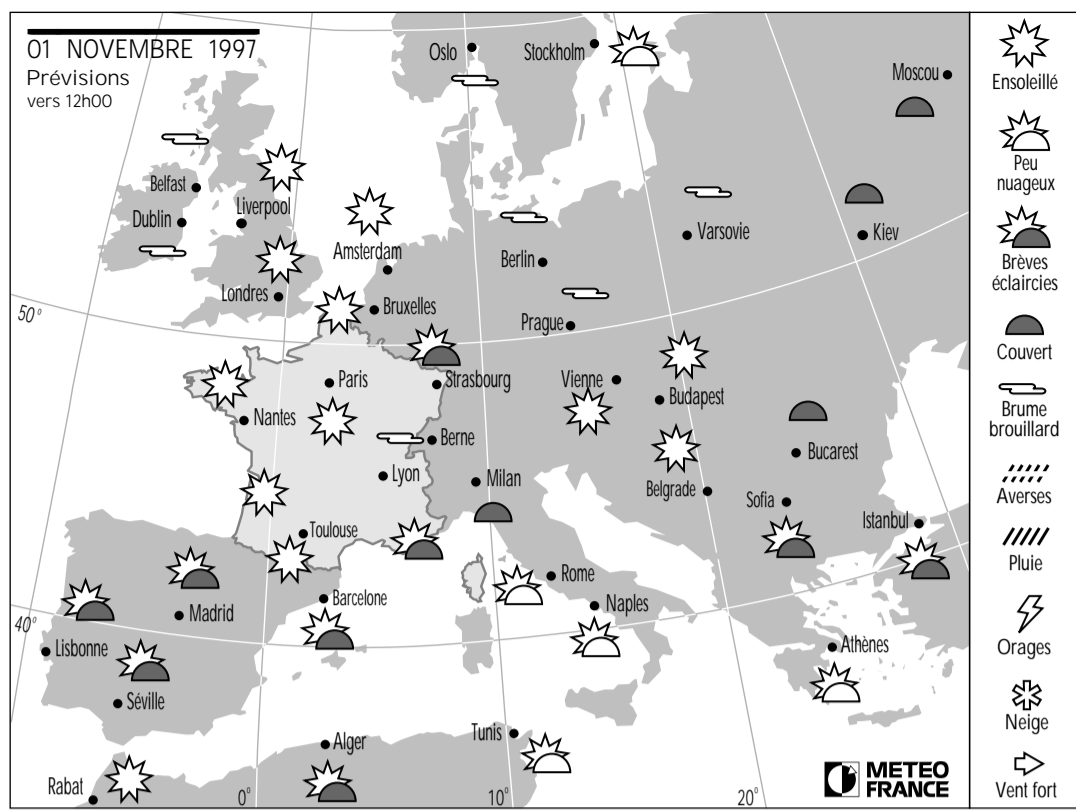 01 NOVEMBRE 1997
Prévisions
vers 12h00
Oslo
Stockholm
Moscou
Belfast
Dublin
Liverpool
Amsterdam
Londres
Bruxelles
Berlin
Varsovie
Kiev
Prague
50°
Paris
Strasbourg
Vienne
Budapest
Nantes
Berne
Lyon
Milan
Bucarest
Belgrade
Sofia
Istanbul
Toulouse
Rome
Naples
Barcelone
Madrid
40°
Lisbonne
Séville
Athènes
Alger
Tunis
Rabat
0°
10°
20°
METEO
FRANCE
Ensoleillé
Peu
nuageux
Brèves
éclaircies
Couvert
Brume
brouillard
Averses
Pluie
Orages
Neige
Vent fort